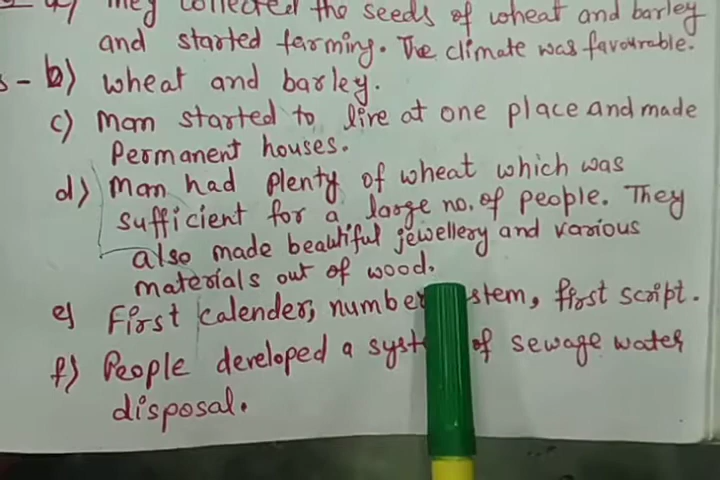 a) They collected the seeds of wheat and barley
and started farming. The climate was favourable.
b) wheat and barley.
c) Man started to live at one place and made
Permanent houses.
d) Man had plenty of wheat which was
sufficient for a large no. of people. They
also made beautiful jewellery and various
materials out of wood.
e) First calender, number stem, first script.
f) People developed a syst of sewage water
disposal.